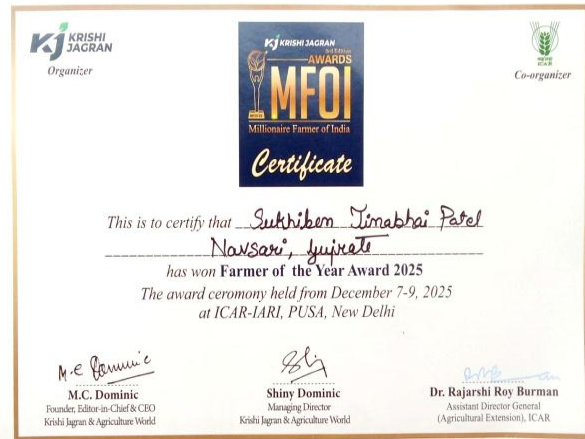 KJ KRISHI JAGRAN
Organizer
KJ KRISHI JAGRAN
3rd Edition
AWARDS
MFOI
Millionaire Farmer of India
Certificate
ICAR
Co-organizer
This is to certify that Sukhiben Timabhai Patel
Navsari, Gujrate
has won Farmer of the Year Award 2025
The award ceromony held from December 7-9, 2025
at ICAR-IARI, PUSA, New Delhi
M.C. Dominic
M.C. Dominic
Founder, Editor-in-Chief & CEO
Krishi Jagran & Agriculture World
Shiny Dominic
Managing Director
Krishi Jagran & Agriculture World
Dr. Rajarshi Roy Burman
Assistant Director General
(Agricultural Extension), ICAR